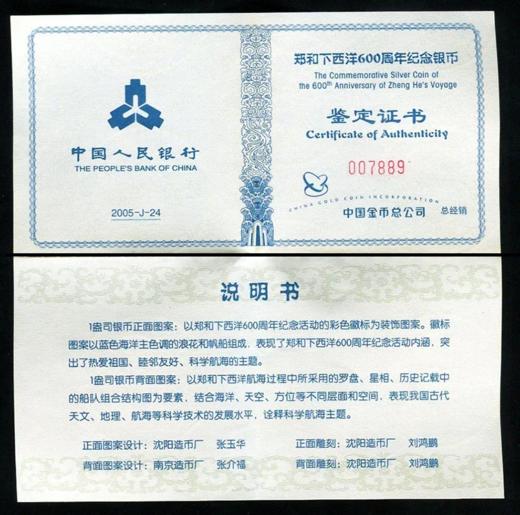 中国人民银行
THE PEOPLE'S BANK OF CHINA
2005-J-24
郑和下西洋600周年纪念银币
The Commemorative Silver Coin of
the 600th Anniversary of Zheng He's Voyage
鉴定证书
Certificate of Authenticity
007889
CHINA GOLD COIN INCORPORATION
中国金币总公司 总经销
说明书
1盎司银币正面图案：以郑和下西洋600周年纪念活动的彩色徽标为装饰图案。徽标
图案以蓝色海洋主色调的浪花和帆船组成，表现了郑和下西洋600周年纪念活动内涵，突
出了热爱祖国、睦邻友好、科学航海的主题。
1盎司银币背面图案：以郑和下西洋航海过程中所采用的罗盘、星相、历史记载中
的船队组合结构图为要素，结合海洋、天空、方位等不同层面和空间，表现我国古代
天文、地理、航海等科学技术的发展水平，诠释科学航海主题。
正面图案设计：沈阳造币厂 张玉华 正面雕刻：沈阳造币厂 刘鸿鹏
背面图案设计：南京造币厂 张介福 背面雕刻：沈阳造币厂 刘鸿鹏